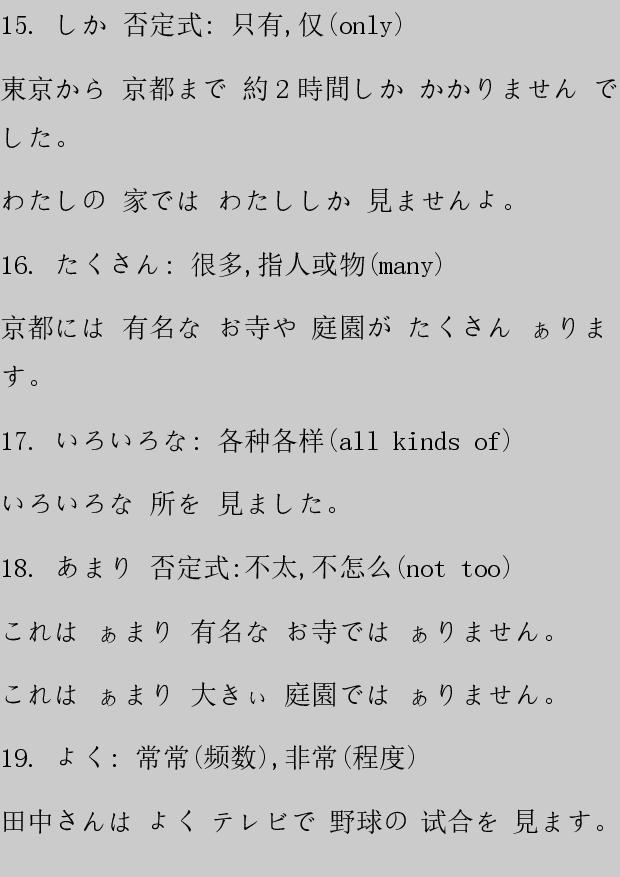 15. しか 否定式: 只有,仅(only)
東京から 京都まで 約２時間しか かかりません で
した。
わたしの 家では わたししか 見ませんよ。
16. たくさん: 很多,指人或物(many)
京都には 有名な お寺や 庭園が たくさん ぁりま
す。
17. いろいろな: 各种各样(all kinds of)
いろいろな 所を 見ました。
18. あまり 否定式:不太,不怎么(not too)
これは ぁまり 有名な お寺では ぁりません。
これは ぁまり 大きぃ 庭園では ぁりません。
19. よく: 常常(频数),非常(程度)
田中さんは よく テレビで 野球の 试合を 見ます。